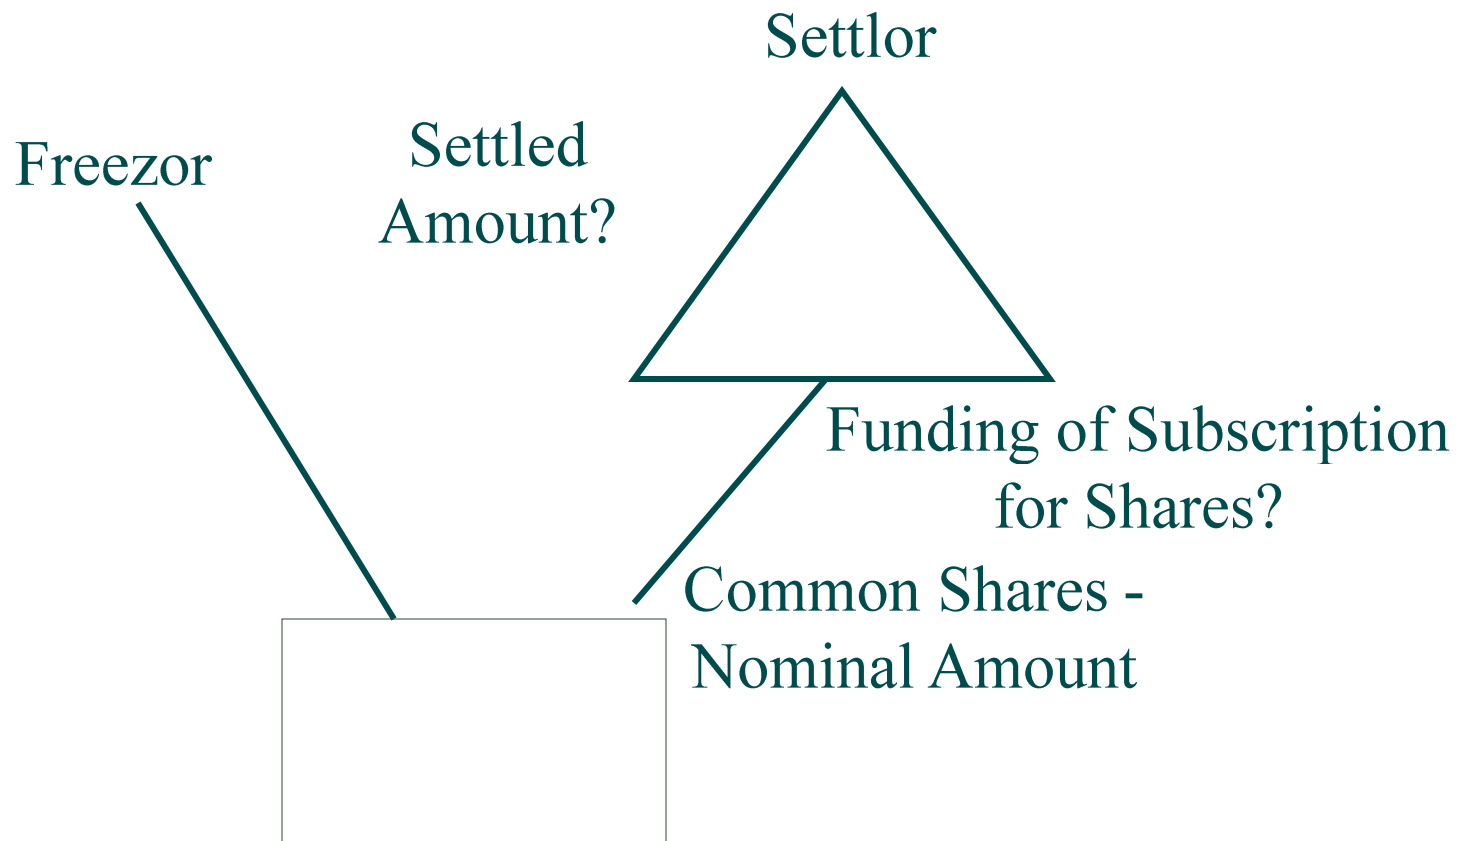 Settlor
Settled
Amount?
Freezor
Funding of Subscription
for Shares?
Common Shares -
Nominal Amount